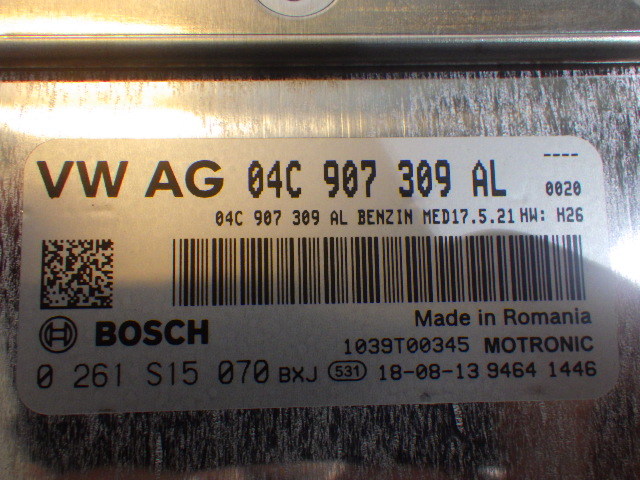 VW AG 04C 907 309 AL ----
0020
04C 907 309 AL BENZIN MED17.5.21 HW: H26
BOSCH
Made in Romania
1039T00345 MOTRONIC
0 261 S15 070 BXJ 531 18-08-13 9464 1446